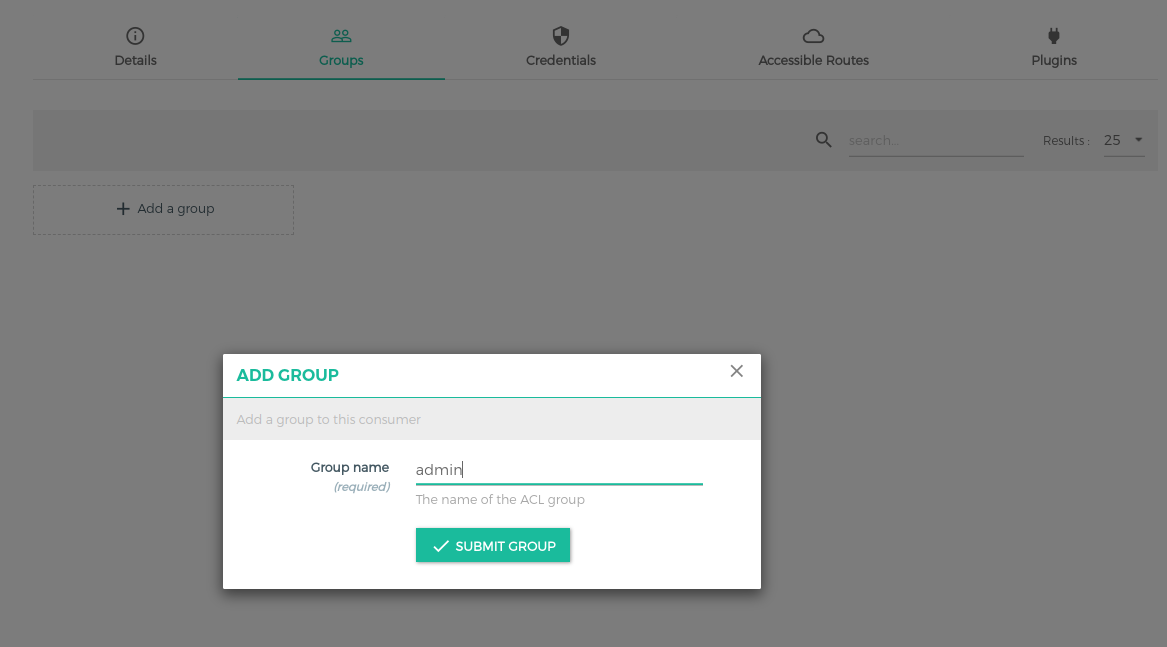 Details Groups Credentials Accessible Routes Plugins
search... Results : 25
+ Add a group
ADD GROUP
Add a group to this consumer
Group name admin
(required)
The name of the ACL group
SUBMIT GROUP